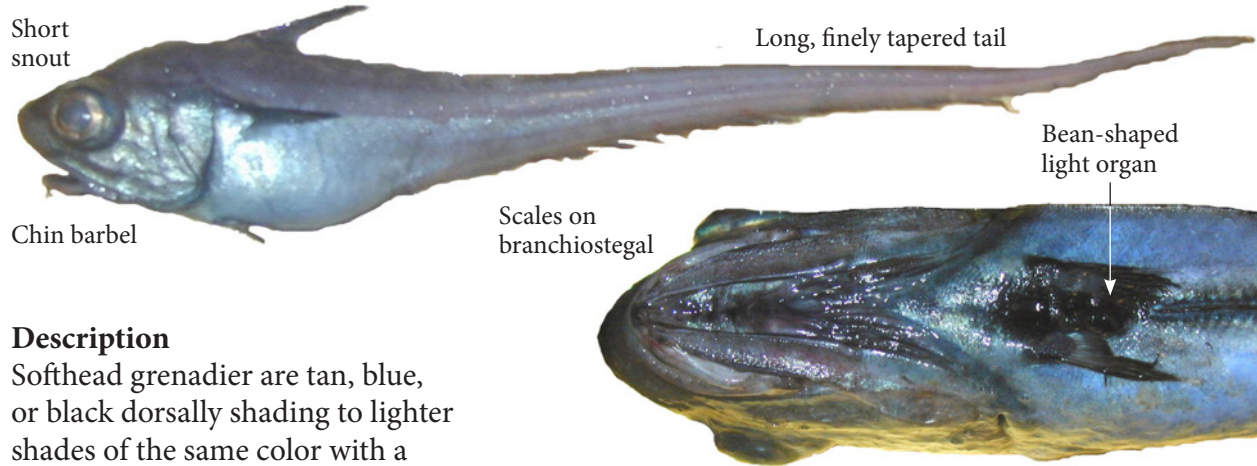 Short
snout
Long, finely tapered tail
Bean-shaped
light organ
Chin barbel
Scales on
branchiostegal
Description
Softhead grenadier are tan, blue,
or black dorsally shading to lighter
shades of the same color with a